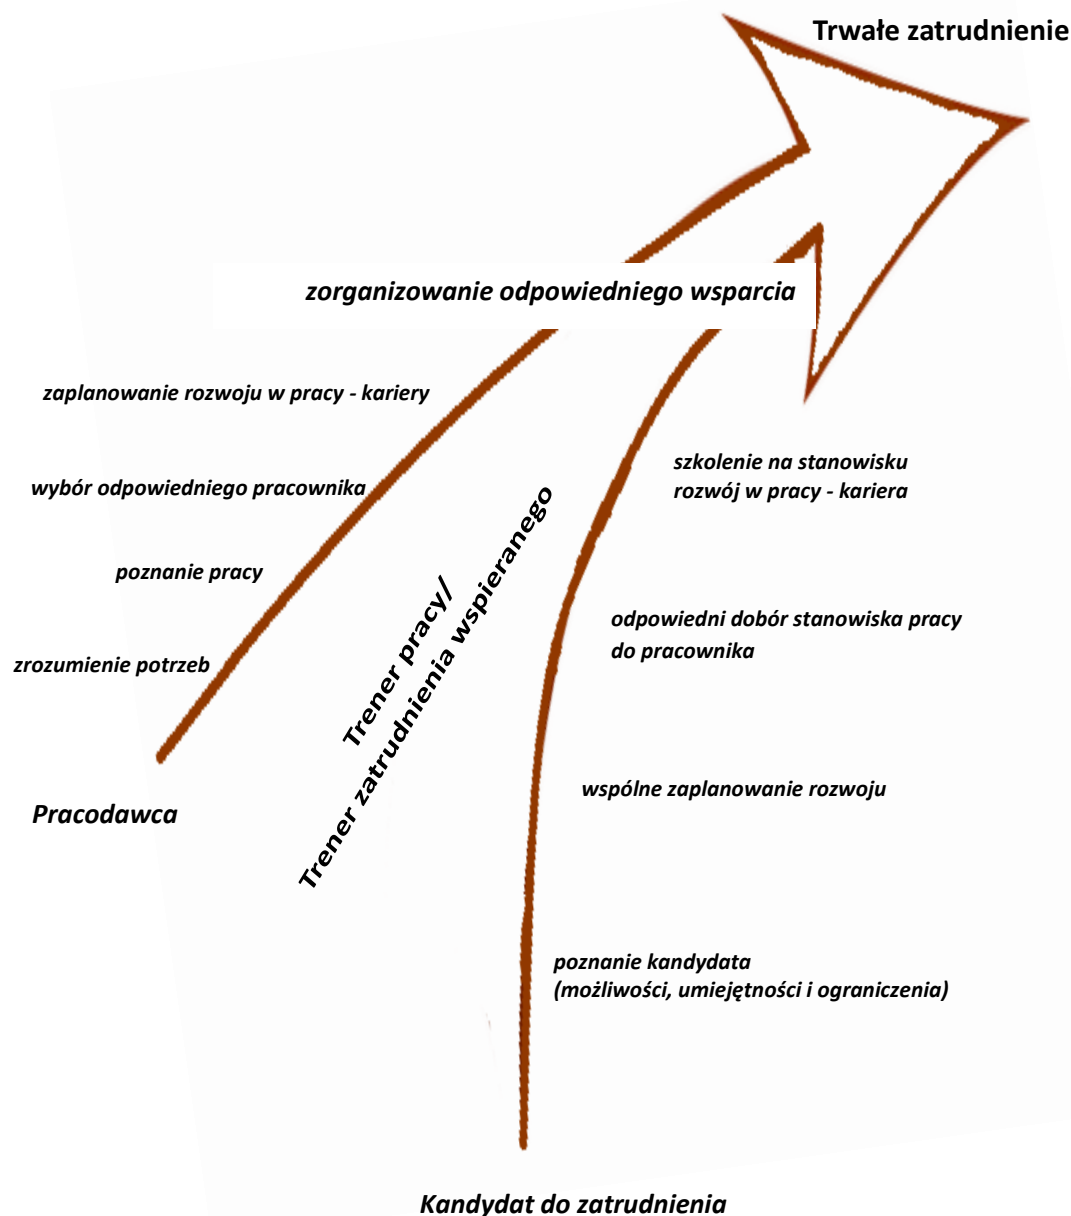 Trwałe zatrudnienie
zorganizowanie odpowiedniego wsparcia
zaplanowanie rozwoju w pracy - kariery
wybór odpowiedniego pracownika
poznanie pracy
zrozumienie potrzeb
Pracodawca
Trener pracy/
Trener zatrudnienia wspieranego
szkolenie na stanowisku
rozwój w pracy - kariera
odpowiedni dobór stanowiska pracy
do pracownika
wspólne zaplanowanie rozwoju
poznanie kandydata
(możliwości, umiejętności i ograniczenia)
Kandydat do zatrudnienia